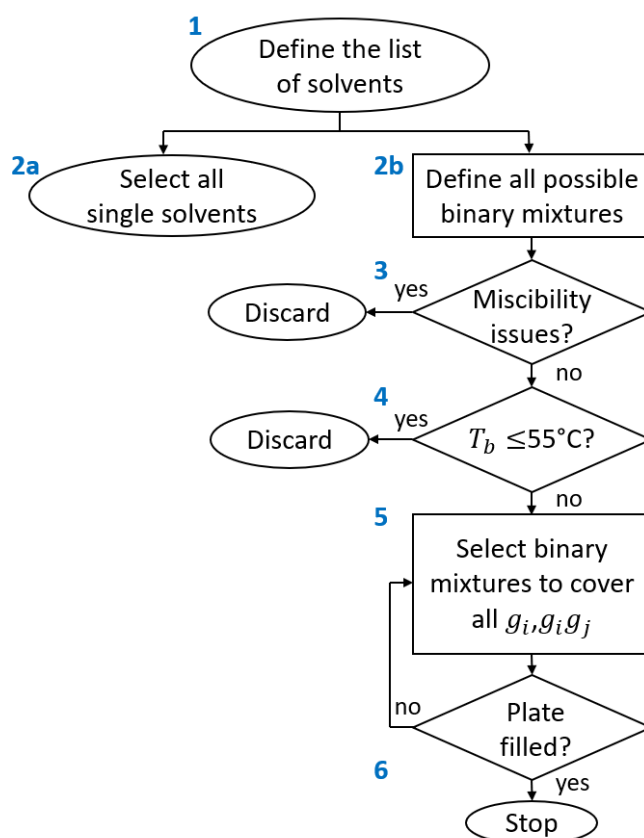 1
Define the list
of solvents
2a
Select all
single solvents
2b
Define all possible
binary mixtures
3
yes
Discard
Miscibility
issues?
no
4
yes
Discard
T_b ≤55°C?
no
5
Select binary
mixtures to cover
all g_i,g_i g_j
no
Plate
filled?
6
yes
Stop